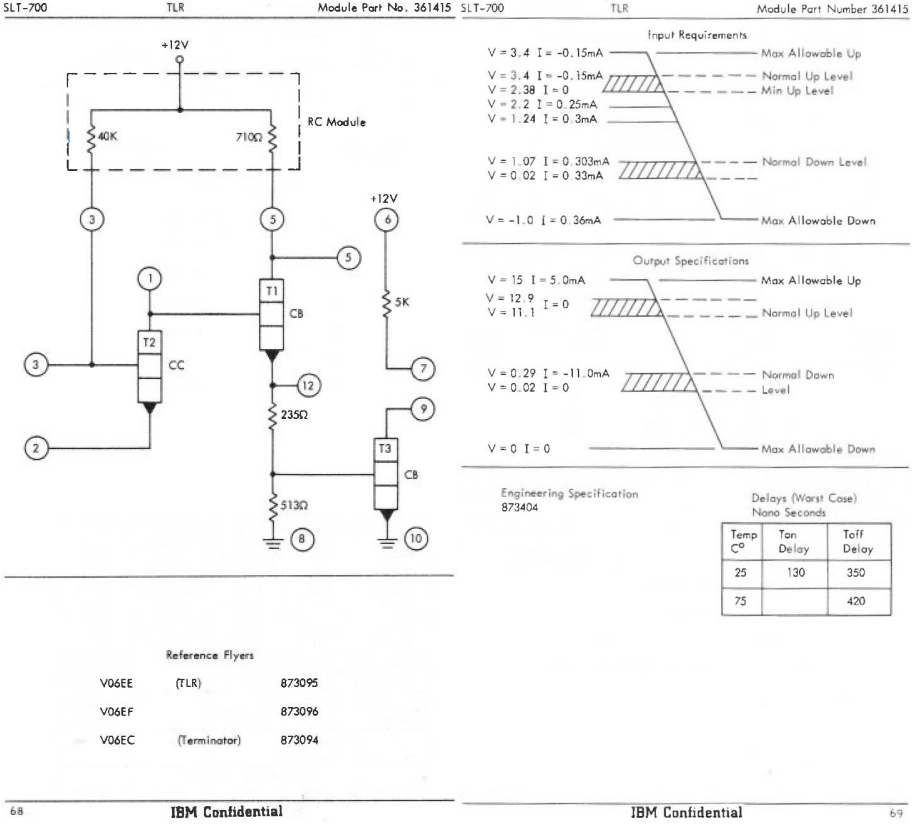 SLT-700 TLR Module Part No. 361415
+12V
RC Module
40K
710Ω
3
5
+12V
6
5
1
T1
CB
5K
T2
CC
3
7
12
9
235Ω
2
T3
CB
513Ω
8
10
Reference Flyers
V06EE (TLR) 873095
V06EF 873096
V06EC (Terminator) 873094
68 IBM Confidential
SLT-700 TLR Module Part Number 361415
Input Requirements
V = 3.4 I = -0.15mA Max Allowable Up
V = 3.4 I = -0.15mA Normal Up Level
V = 2.38 I = 0 Min Up Level
V = 2.2 I = 0.25mA
V = 1.24 I = 0.3mA
V = 1.07 I = 0.303mA Normal Down Level
V = 0.02 I = 0 33mA
V = -1.0 I = 0.36mA Max Allowable Down
Output Specifications
V = 15 I = 5.0mA Max Allowable Up
V = 12.9
I = 0
V = 11.1 Normal Up Level
V = 0.29 I = -11.0mA Normal Down
V = 0.02 I = 0 Level
V = 0 I = 0 Max Allowable Down
Engineering Specification
873404
Delays (Worst Case)
Nano Seconds
Temp Ton Toff
C° Delay Delay
25 130 350
75 420
IBM Confidential 69